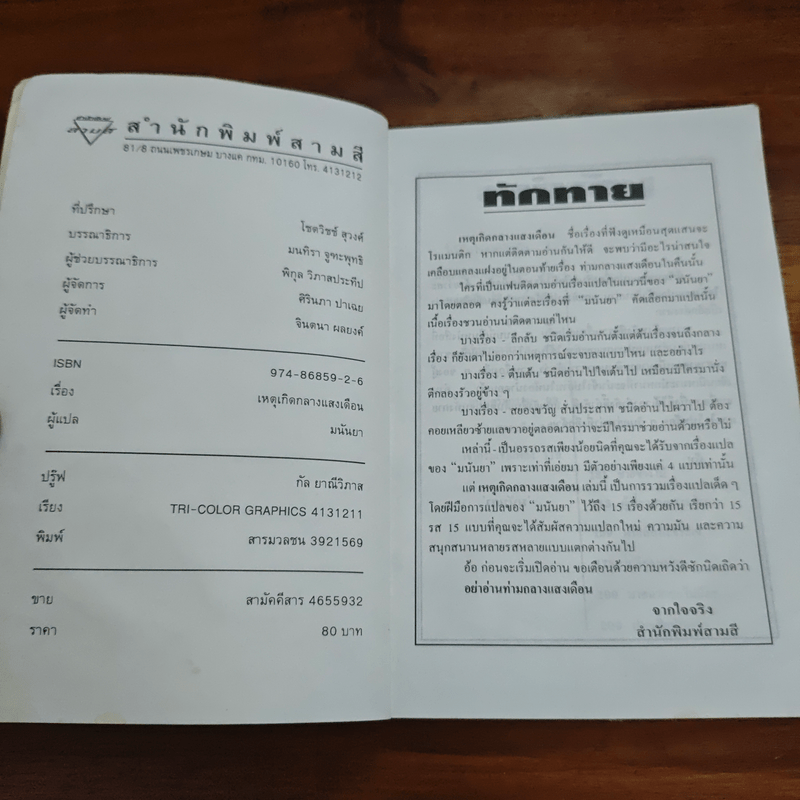 สามสี
สำนักพิมพ์สามสี
81/8 ถนนเพชรเกษม บางแค กทม. 10160 โทร. 4131212
ที่ปรึกษา โชตวิชช์ สุวงค์
บรรณาธิการ มนทิรา จูฑะพุทธิ
ผู้ช่วยบรรณาธิการ พิกุล วิภาสประทีป
ผู้จัดการ ศิรินภา ปาเฉย
ผู้จัดทำ จินตนา ผลยงค์
ISBN 974-86859-2-6
เรื่อง เหตุเกิดกลางแสงเดือน
ผู้แปล มนันยา
ปรู๊ฟ กัล ยาณีวิภาส
เรียง TRI-COLOR GRAPHICS 4131211
พิมพ์ สารมวลชน 3921569
ขาย สามัคคีสาร 4655932
ราคา 80 บาท
ทักทาย
เหตุเกิดกลางแสงเดือน ชื่อเรื่องที่ฟังดูเหมือนสุดแสนจะ
โรแมนติก หากแต่ติดตามอ่านกันให้ดี จะพบว่ามีอะไรน่าสนใจ
เคลือบแคลงแฝงอยู่ในตอนท้ายเรื่อง ท่ามกลางแสงเดือนในคืนนั้น
ใครที่เป็นแฟนติดตามอ่านเรื่องแปลในแนวนี้ของ "มนันยา"
มาโดยตลอด คงรู้ว่าแต่ละเรื่องที่ "มนันยา" คัดเลือกมาแปลนั้น
เนื้อเรื่องชวนอ่านน่าติดตามแค่ไหน
บางเรื่อง - ลึกลับ ชนิดเริ่มอ่านกันตั้งแต่ต้นเรื่องจนถึงกลาง
เรื่อง ก็ยังเดาไม่ออกว่าเหตุการณ์จะจบลงแบบไหน และอย่างไร
บางเรื่อง - ตื่นเต้น ชนิดอ่านไปใจเต้นไป เหมือนมีใครมานั่ง
ตีกลองรัวอยู่ข้าง ๆ
บางเรื่อง - สยองขวัญ สั่นประสาท ชนิดอ่านไปผวาไป ต้อง
คอยเหลียวซ้ายแลขวาอยู่ตลอดเวลาว่าจะมีใครมาช่วยอ่านด้วยหรือไม่
เหล่านี้ - เป็นอรรถรสเพียงน้อยนิดที่คุณจะได้รับจากเรื่องแปล
ของ "มนันยา" เพราะเท่าที่เอ่ยมา มีตัวอย่างเพียงแค่ 4 แบบเท่านั้น
แต่ เหตุเกิดกลางแสงเดือน เล่มนี้ เป็นการรวมเรื่องแปลเด็ด ๆ
โดยฝีมือการแปลของ "มนันยา" ไว้ถึง 15 เรื่องด้วยกัน เรียกว่า 15
รส 15 แบบที่คุณจะได้สัมผัสความแปลกใหม่ ความมัน และความ
สนุกสนานหลายรสหลายแบบแตกต่างกันไป
อ้อ ก่อนจะเริ่มเปิดอ่าน ขอเตือนด้วยความหวังดีซักนิดเถิดว่า
อย่าอ่านท่ามกลางแสงเดือน
จากใจจริง
สำนักพิมพ์สามสี